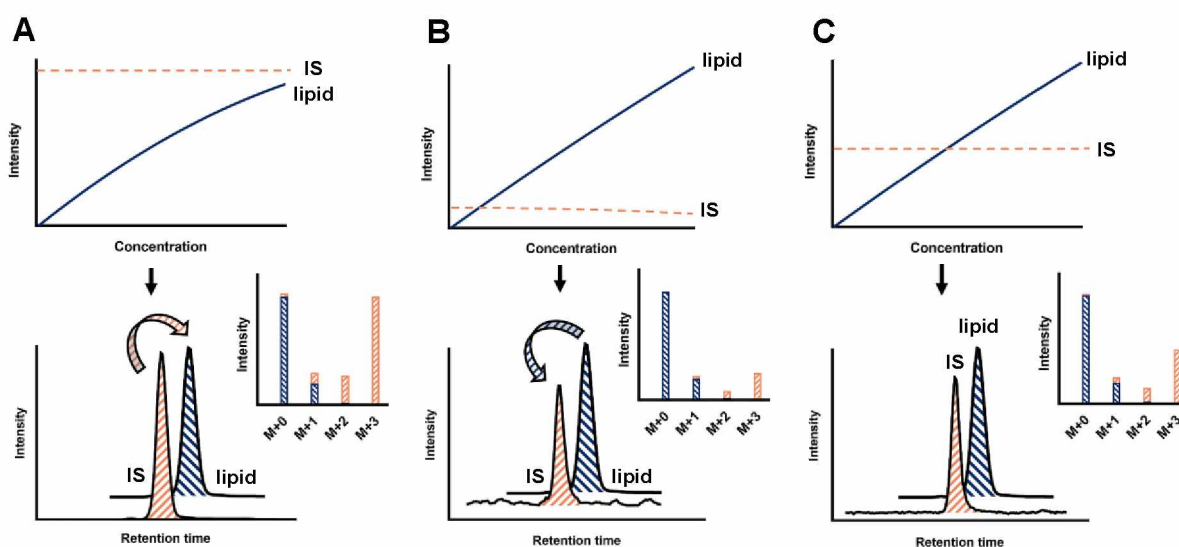 A
IS
lipid
Intensity
Concentration
Intensity
M+0 M+1 M+2 M+3
Intensity
IS
lipid
Retention time
B
lipid
IS
Intensity
Concentration
Intensity
M+0 M+1 M+2 M+3
Intensity
IS
lipid
Retention time
C
lipid
IS
Intensity
Concentration
Intensity
M+0 M+1 M+2 M+3
lipid
IS
Intensity
Retention time